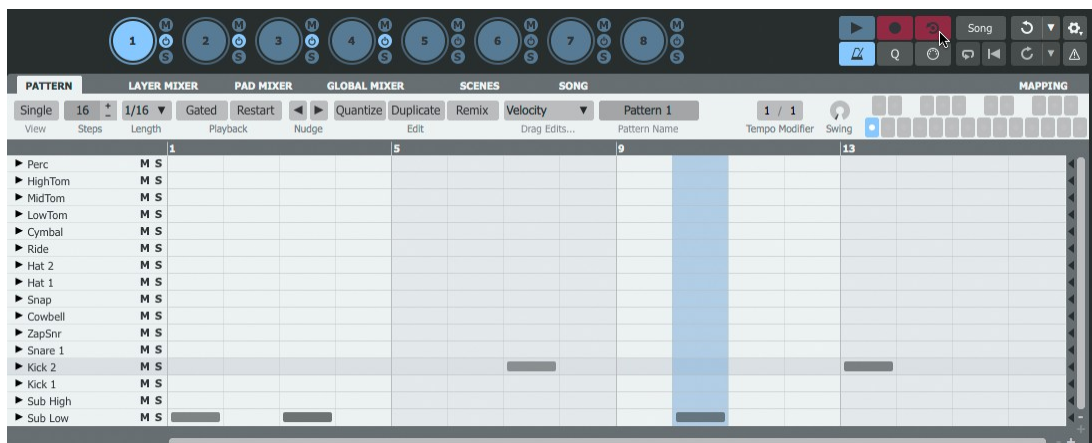 M M M M M M M M
1 2 3 4 5 6 7 8
S S S S S S S S
Song
Q
PATTERN LAYER MIXER PAD MIXER GLOBAL MIXER SCENES SONG MAPPING
Single 16 + - 1/16 Gated Restart Quantize Duplicate Remix Velocity Pattern 1 1 / 1
View Steps Length Playback Nudge Edit Drag Edits... Pattern Name Tempo Modifier Swing
1 5 9 13
Perc M S
HighTom M S
MidTom M S
LowTom M S
Cymbal M S
Ride M S
Hat 2 M S
Hat 1 M S
Snap M S
Cowbell M S
ZapSnr M S
Snare 1 M S
Kick 2 M S
Kick 1 M S
Sub High M S
Sub Low M S